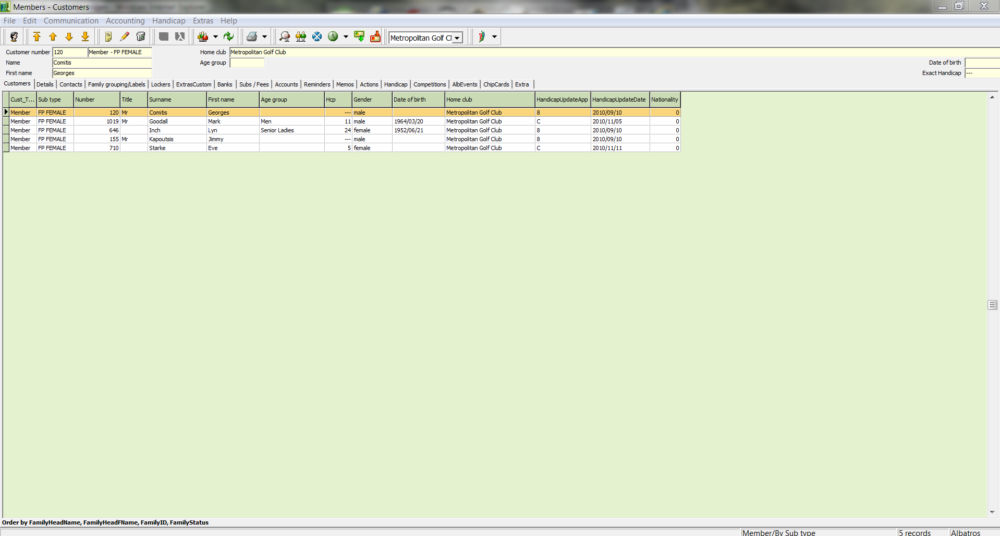 Members - Customers
File Edit Communication Accounting Handicap Extras Help
Metropolitan Golf Cl
Customer number 120 Member - FP FEMALE Home club Metropolitan Golf Club
Name Comitis Age group Date of birth
First name Georges Exact Handicap ---
Customers Details Contacts Family grouping/Labels Lockers ExtrasCustom Banks Subs / Fees Accounts Reminders Memos Actions Handicap Competitions AlbEvents ChipCards Extra
Cust_T... Sub type Number Title Surname First name Age group Hcp Gender Date of birth Home club HandicapUpdateApp HandicapUpdateDate Nationality
Member FP FEMALE 120 Mr Comitis Georges --- male Metropolitan Golf Club 8 2010/09/10 0
Member FP FEMALE 1019 Mr Goodall Mark Men 11 male 1964/03/20 Metropolitan Golf Club C 2010/11/05 0
Member FP FEMALE 646 Inch Lyn Senior Ladies 24 female 1952/06/21 Metropolitan Golf Club 8 2010/09/10 0
Member FP FEMALE 155 Mr Kapoutsis Jimmy --- male Metropolitan Golf Club 8 2010/09/10 0
Member FP FEMALE 710 Starke Eve 5 female Metropolitan Golf Club C 2010/11/11 0
Order by FamilyHeadName, FamilyHeadFName, FamilyID, FamilyStatus
Member/By Sub type 5 records Albatros